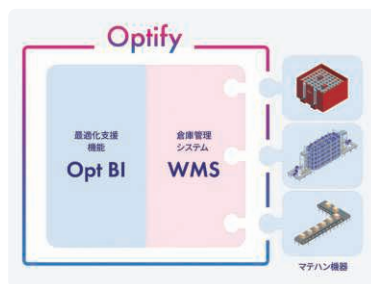 Optify
最適化支援
機能
Opt BI
倉庫管理
システム
WMS
マテハン機器